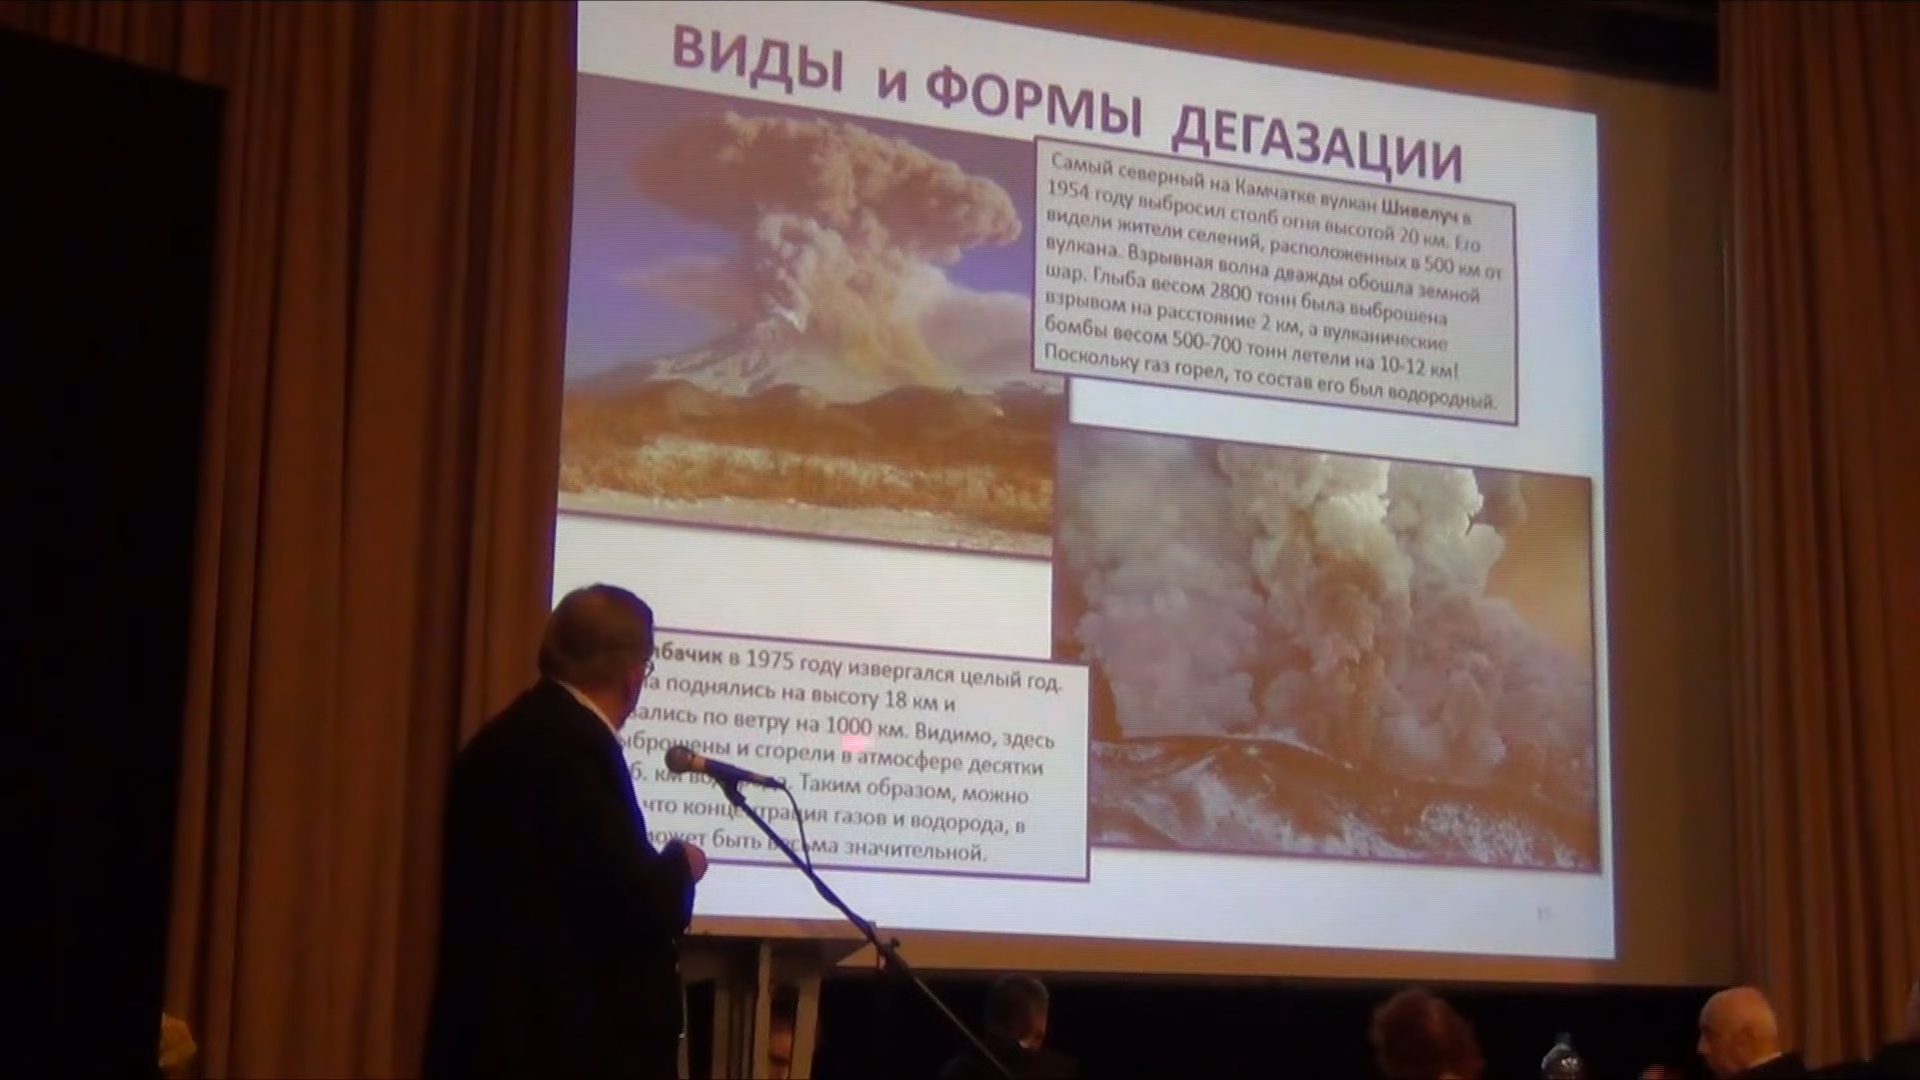 ВИДЫ и ФОРМЫ ДЕГАЗАЦИИ
Самый северный на Камчатке вулкан Шивелуч в
1954 году выбросил столб огня высотой 20 км. Его
видели жители селений, расположенных в 500 км от
вулкана. Взрывная волна дважды обошла земной
шар. Глыба весом 2800 тонн была выброшена
взрывом на расстояние 2 км, а вулканические
бомбы весом 500-700 тонн летели на 10-12 км!
Поскольку газ горел, то состав его был водородный.
в 1975 году извергался целый год.
поднялись на высоту 18 км и
по ветру на 1000 км. Видимо, здесь
и сгорели в атмосфере десятки
км Таким образом, можно
что концентрация газов и водорода, в
может быть весьма значительной.
15